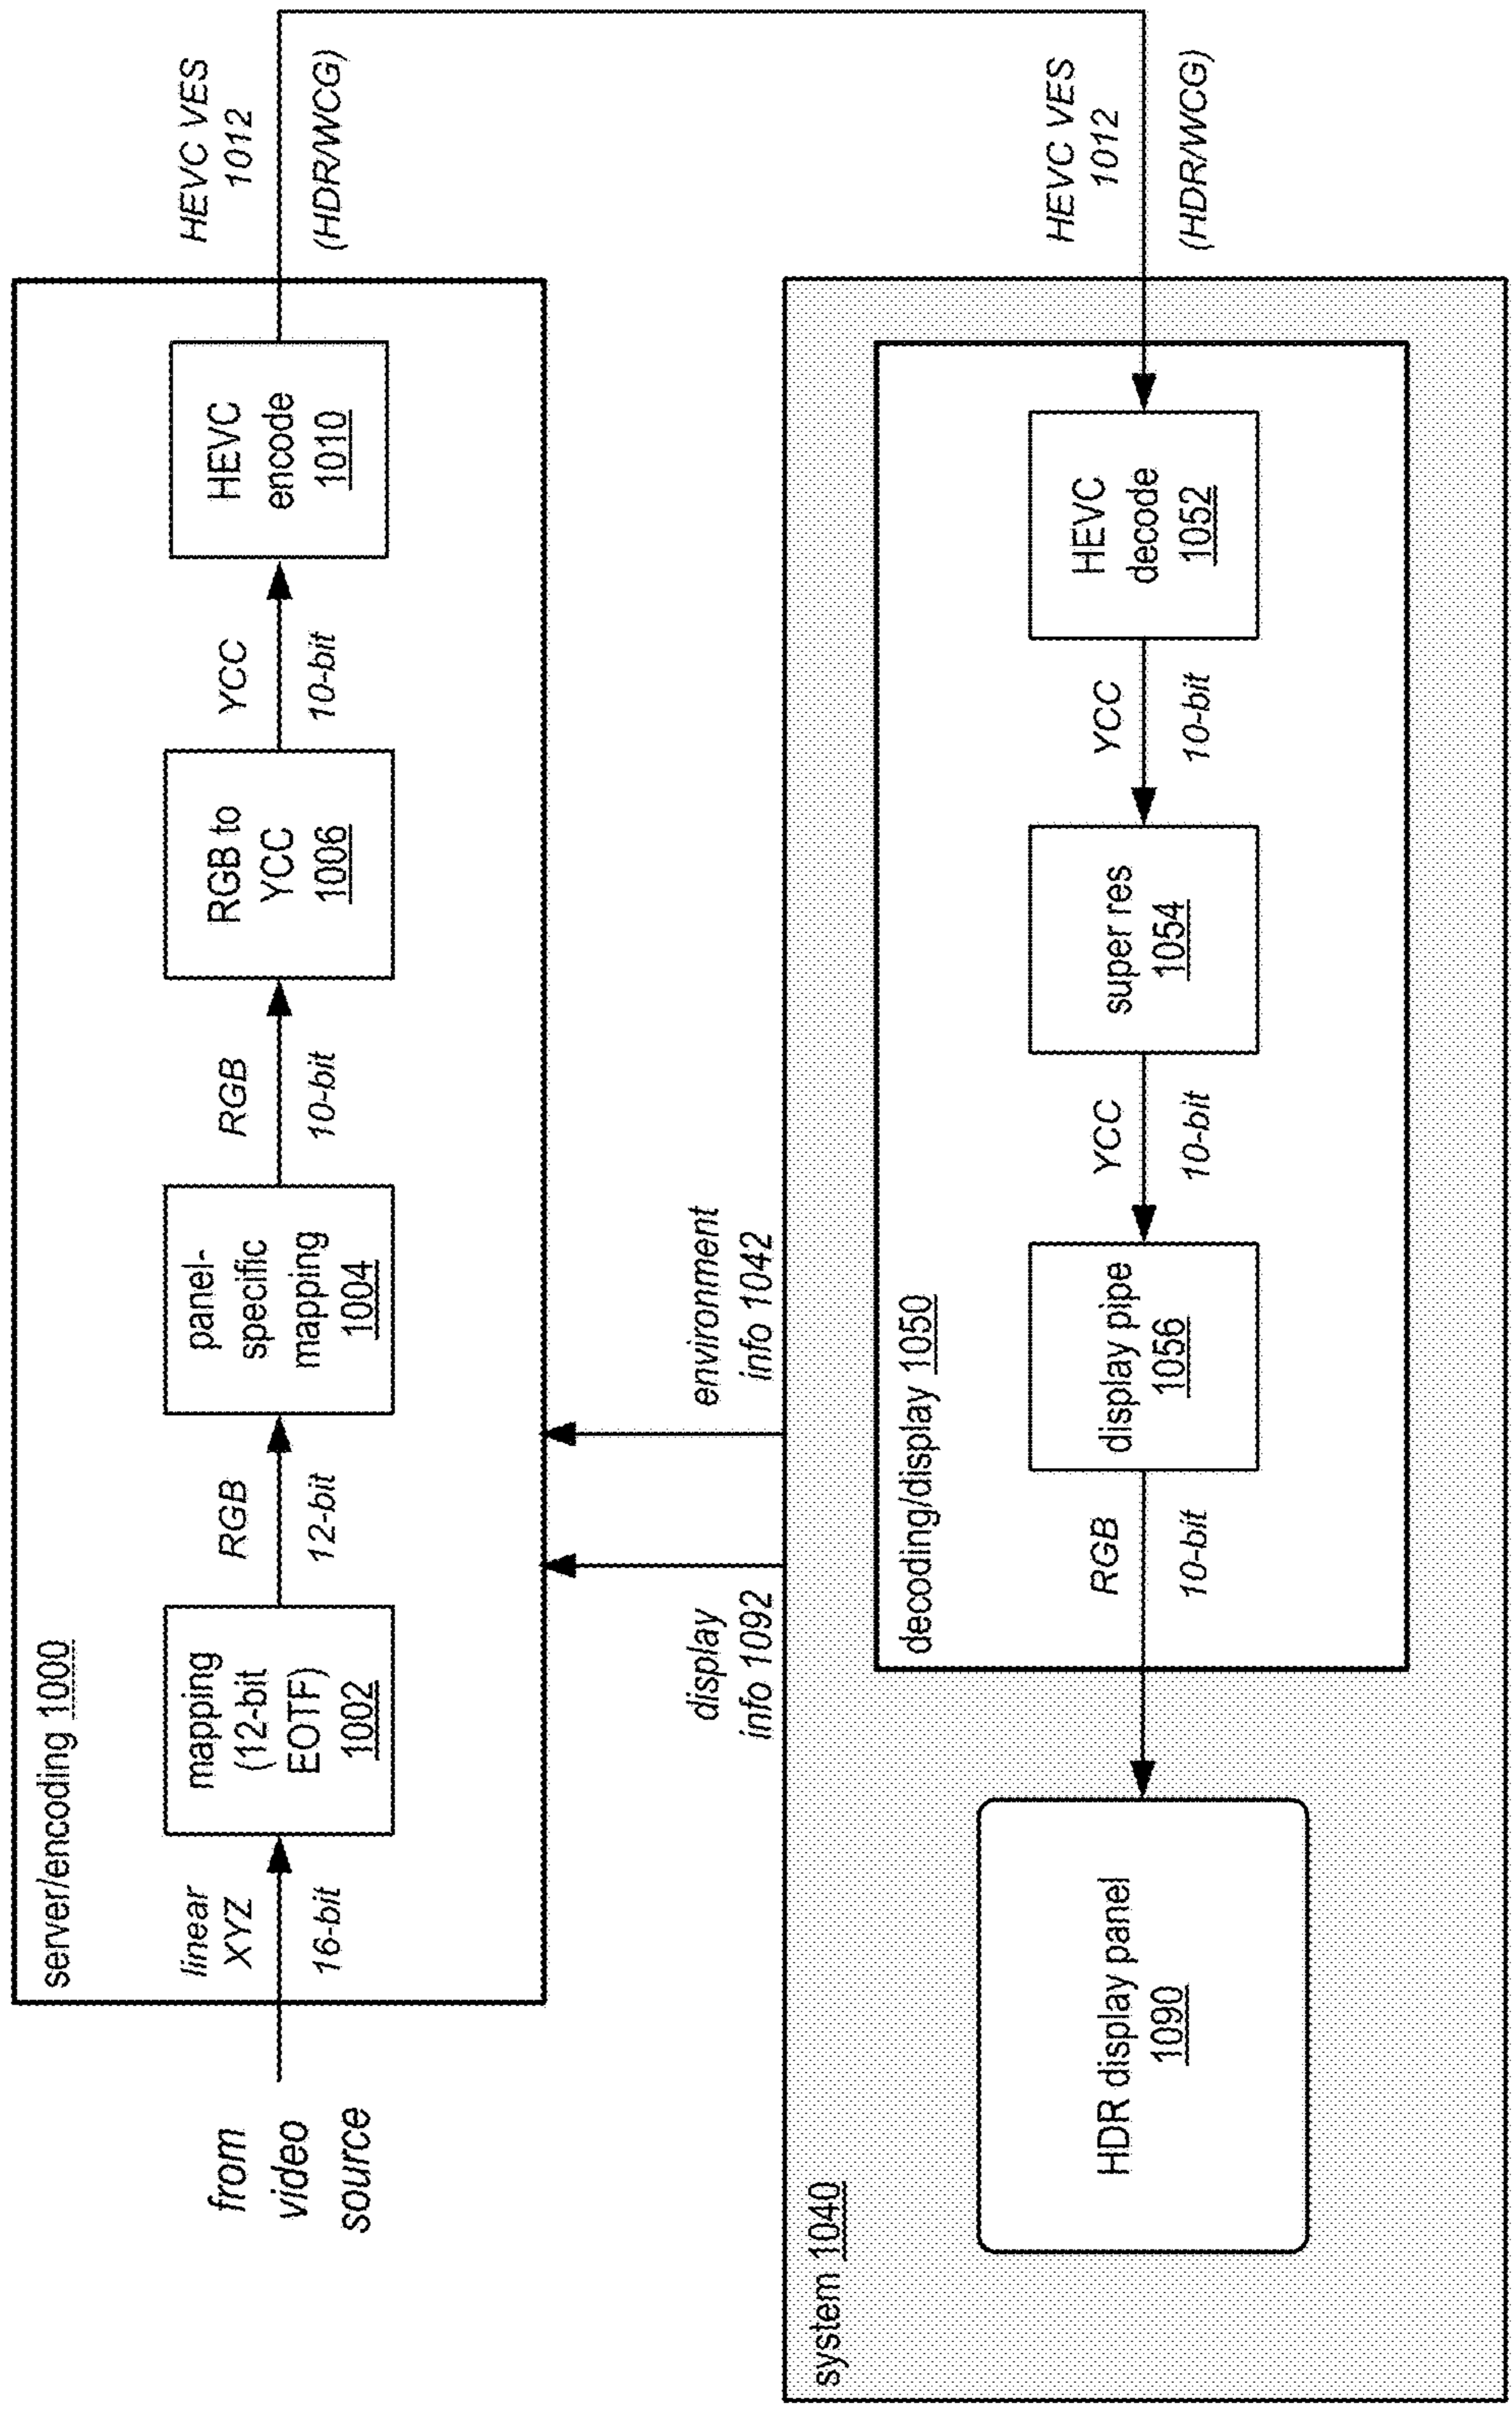 server/encoding 1000
from
video
source
linear
XYZ
16-bit
mapping
(12-bit
EOTF)
1002
RGB
12-bit
panel-
specific
mapping
1004
RGB
10-bit
RGB to
YCC
1006
YCC
10-bit
HEVC
encode
1010
HEVC VES
1012
(HDR/WCG)
display
info 1092
environment
info 1042
system 1040
HDR display panel
1090
decoding/display 1050
RGB
10-bit
display pipe
1056
YCC
10-bit
super res
1054
YCC
10-bit
HEVC
decode
1052
HEVC VES
1012
(HDR/WCG)